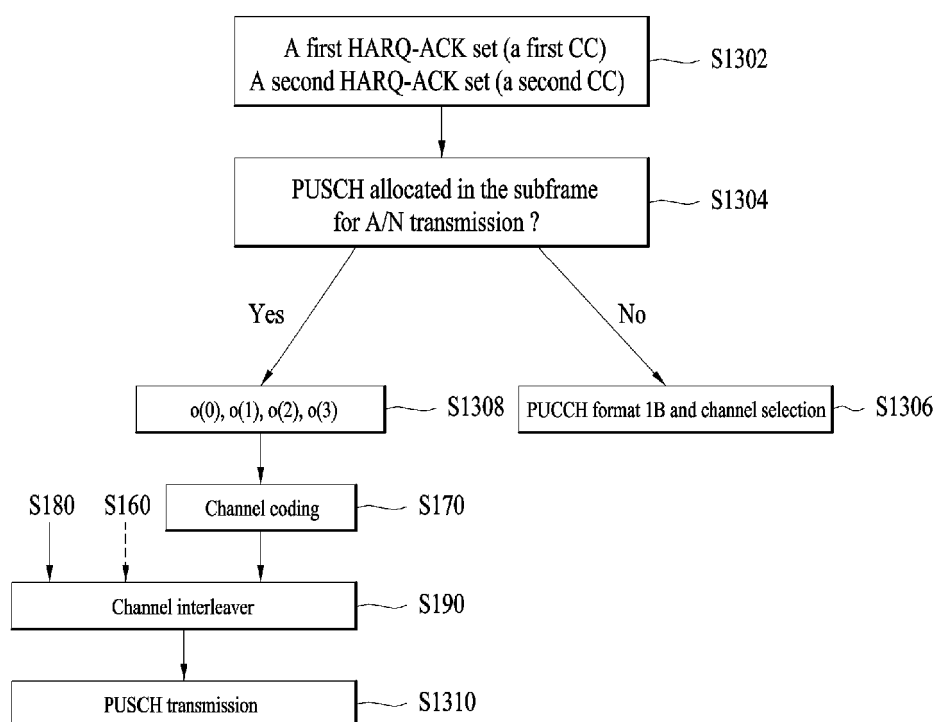 A first HARQ-ACK set (a first CC)
A second HARQ-ACK set (a second CC)
S1302
PUSCH allocated in the subframe
for A/N transmission ?
S1304
Yes
No
o(0), o(1), o(2), o(3)
S1308
PUCCH format 1B and channel selection
S1306
S180
S160
Channel coding
S170
Channel interleaver
S190
PUSCH transmission
S1310